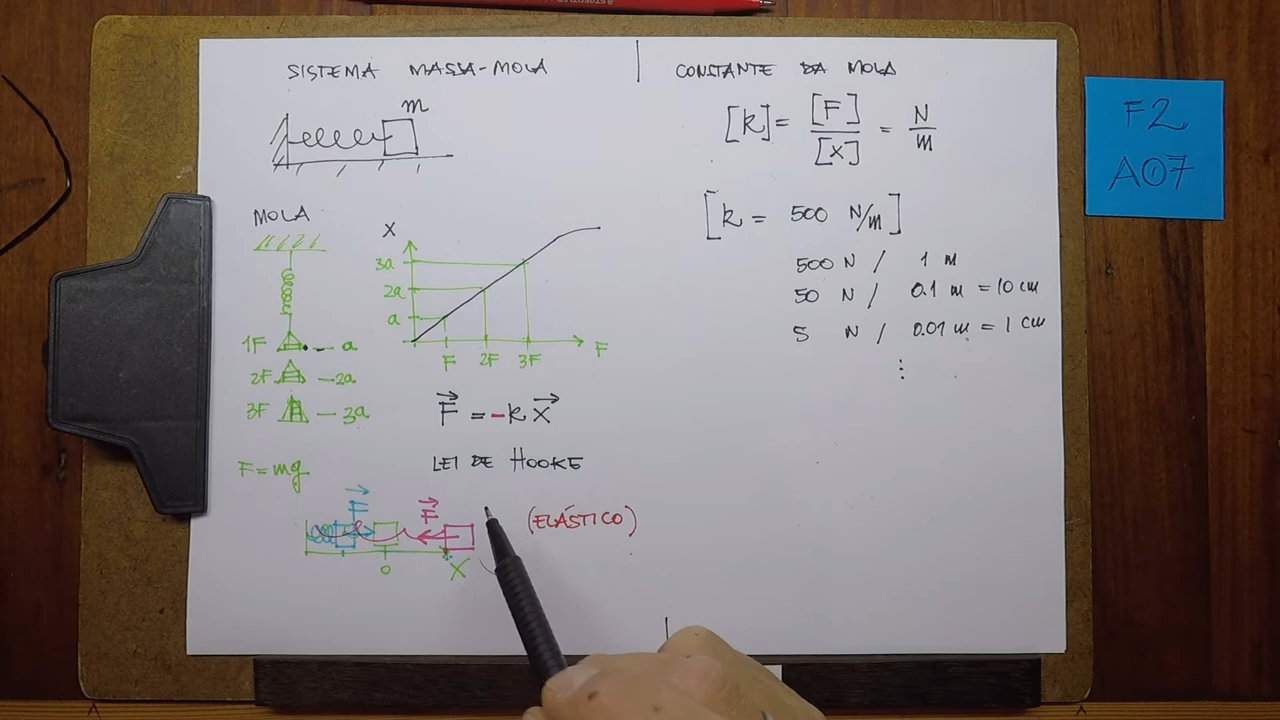 SISTEMA MASSA-MOLA
m
MOLA
1F a
2F 2a
3F 3a
F = mg
X
3a
2a
a
F 2F 3F F
F = -k X
LEI DE HOOKE
F F
(ELÁSTICO)
0 X
CONSTANTE DA MOLA
[k] = [F] / [X] = N / m
[k = 500 N/m]
500 N / 1 m
50 N / 0.1 m = 10 cm
5 N / 0.01 m = 1 cm
⋮
F2
A07